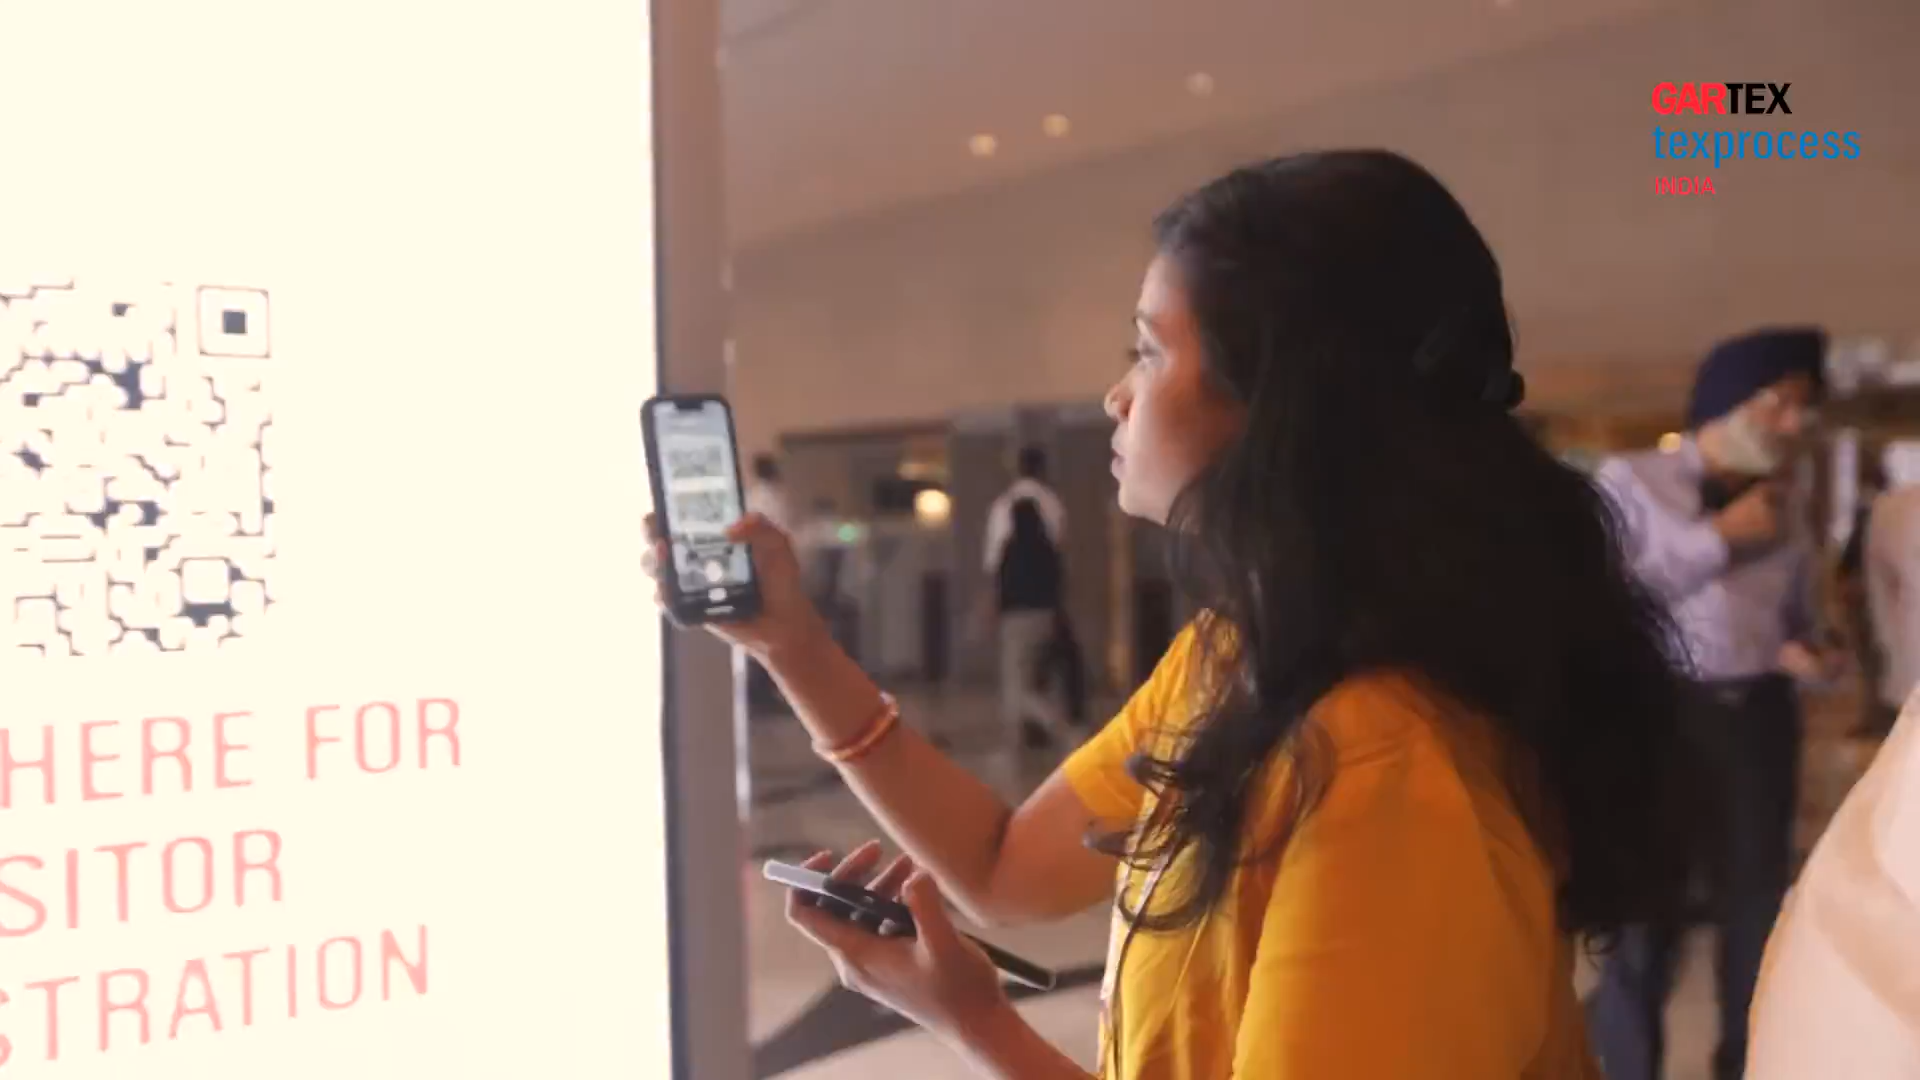 GARTEX
texprocess
INDIA
HERE FOR
SITOR
STRATION